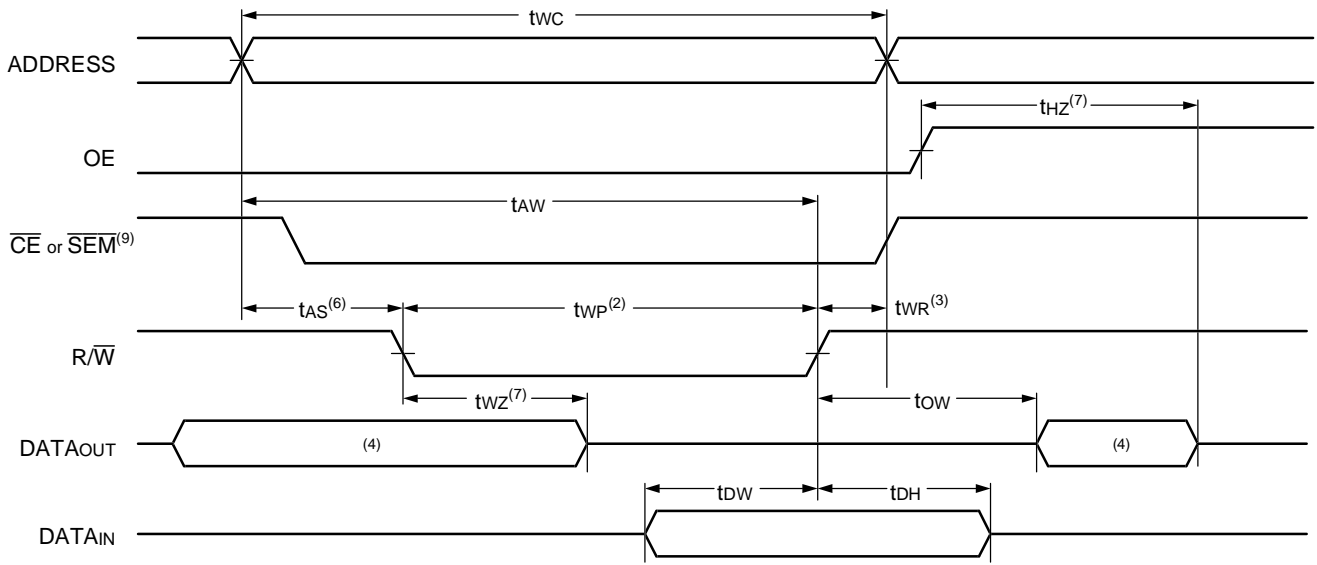 tWC
ADDRESS
tHZ(7)
OE
tAW
CE or SEM(9)
tAS(6) tWP(2) tWR(3)
R/W
tWZ(7) tOW
DATAOUT (4) (4)
tDW tDH
DATAIN